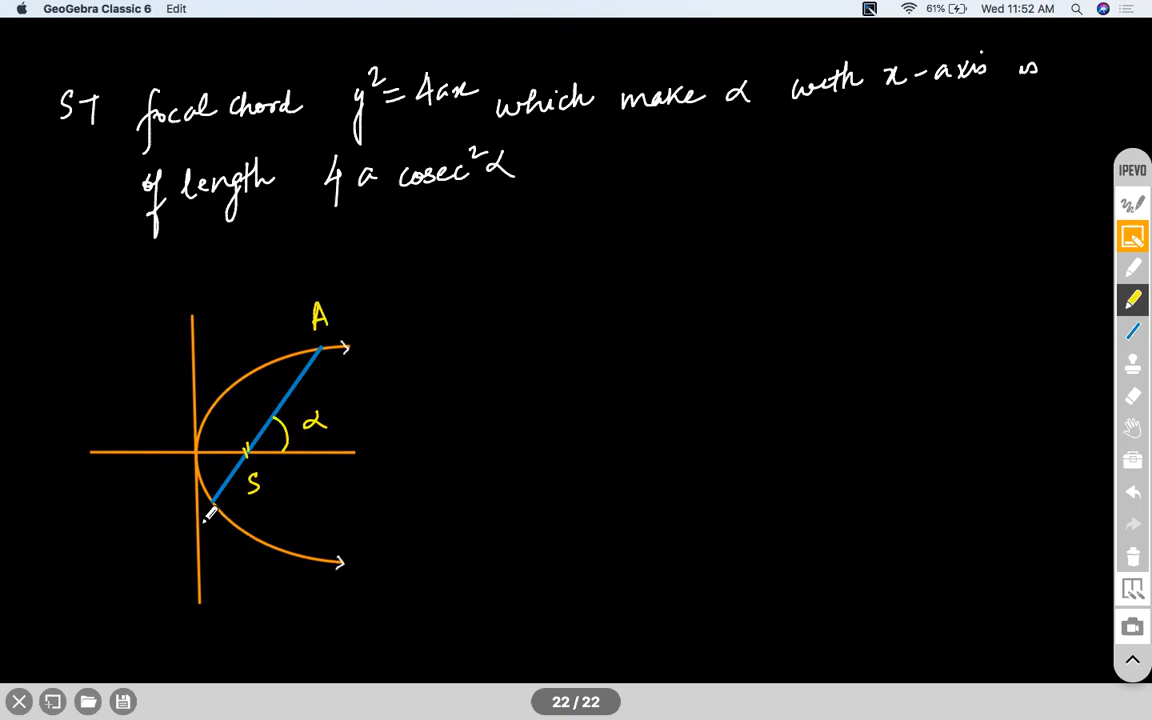 GeoGebra Classic 6 Edit 61% Wed 11:52 AM
ST focal chord y²=4ax which make α with x-axis is
of length 4 a cosec²α
IPEVO
A
α
S
22 / 22